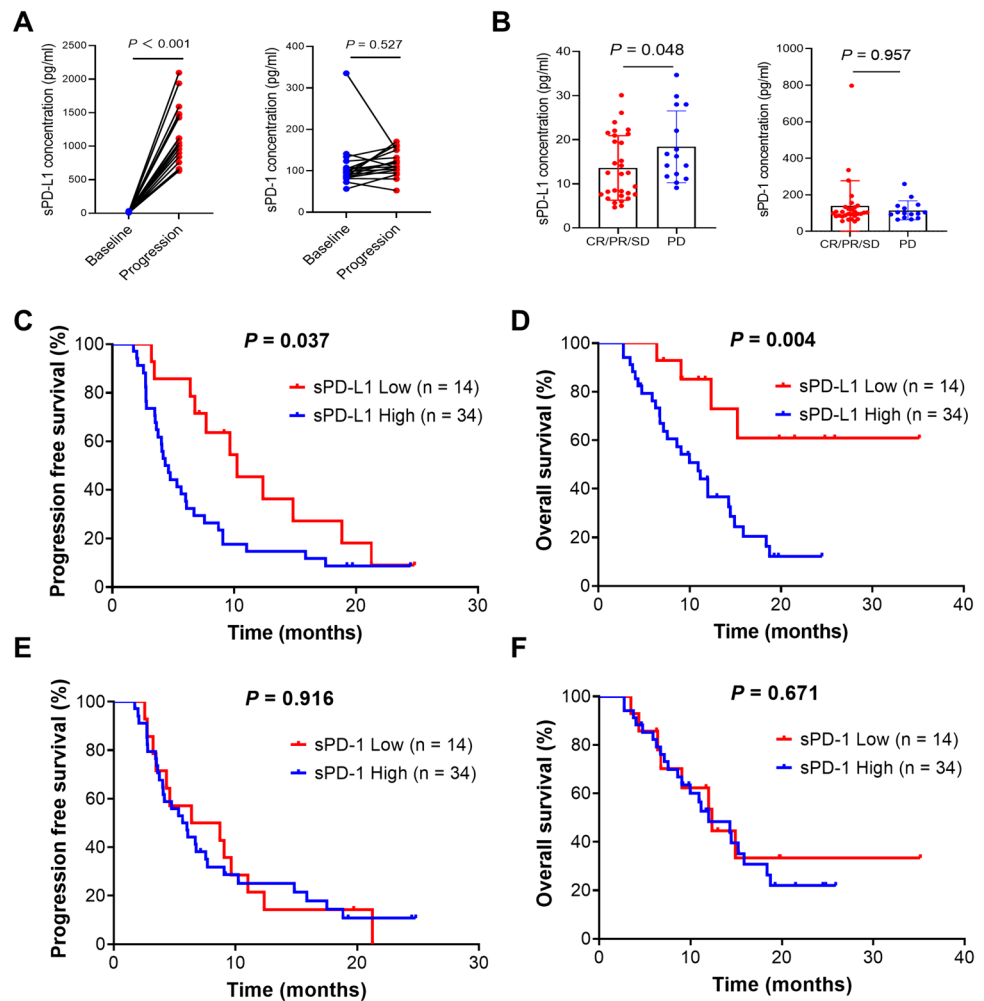 A
P < 0.001
sPD-L1 concentration (pg/ml)
2500
2000
1500
1000
500
0
Baseline
Progression
P = 0.527
sPD-1 concentration (pg/ml)
400
300
200
100
0
Baseline
Progression
B
P = 0.048
sPD-L1 concentration (pg/ml)
40
30
20
10
0
CR/PR/SD PD
P = 0.957
sPD-1 concentration (pg/ml)
1000
800
600
400
200
0
CR/PR/SD PD
C
P = 0.037
Progression free survival (%)
100
80
60
40
20
0
sPD-L1 Low (n = 14)
sPD-L1 High (n = 34)
0 10 20 30
Time (months)
D
P = 0.004
Overall survival (%)
100
80
60
40
20
0
sPD-L1 Low (n = 14)
sPD-L1 High (n = 34)
0 10 20 30 40
Time (months)
E
P = 0.916
Progression free survival (%)
100
80
60
40
20
0
sPD-1 Low (n = 14)
sPD-1 High (n = 34)
0 10 20 30
Time (months)
F
P = 0.671
Overall survival (%)
100
80
60
40
20
0
sPD-1 Low (n = 14)
sPD-1 High (n = 34)
0 10 20 30 40
Time (months)